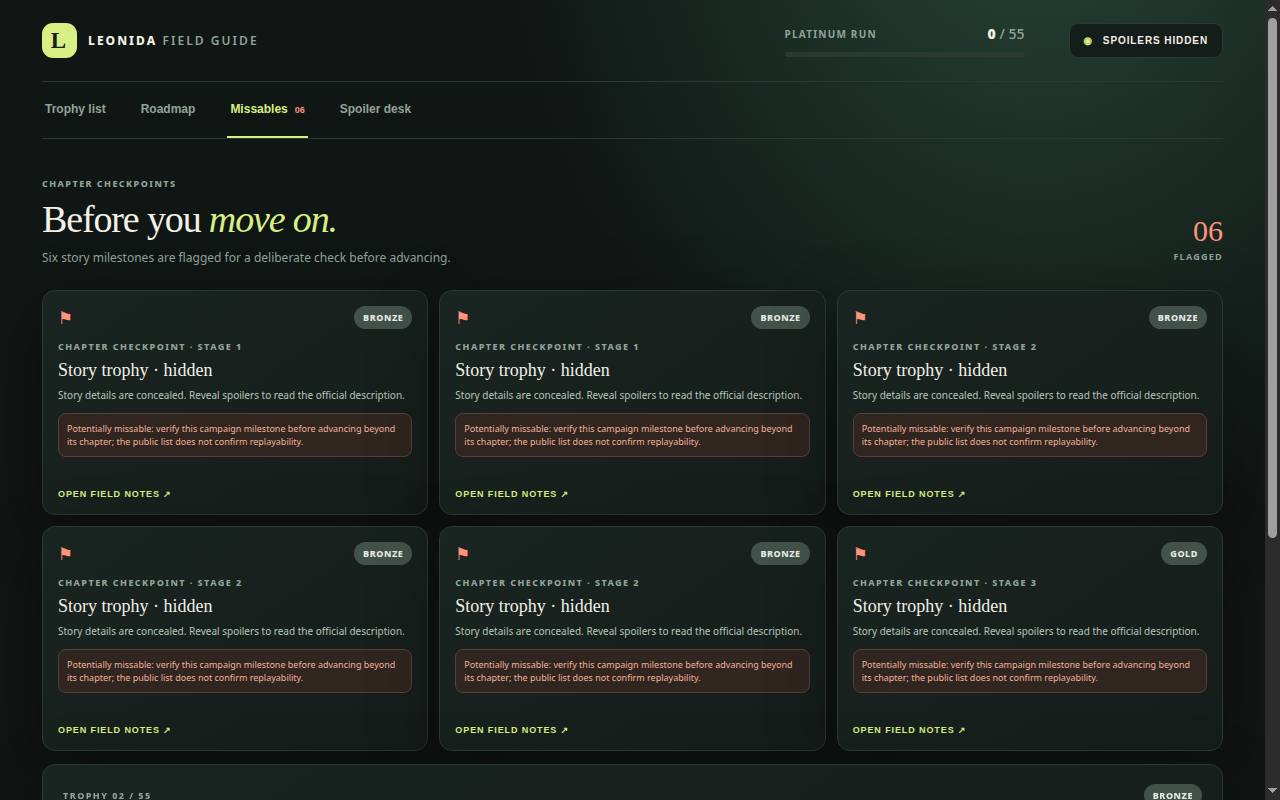 L LEONIDA FIELD GUIDE
PLATINUM RUN 0 / 55
SPOILERS HIDDEN
Trophy list Roadmap Missables 06 Spoiler desk
CHAPTER CHECKPOINTS
Before you move on.
Six story milestones are flagged for a deliberate check before advancing.
06
FLAGGED
BRONZE
CHAPTER CHECKPOINT · STAGE 1
Story trophy · hidden
Story details are concealed. Reveal spoilers to read the official description.
Potentially missable: verify this campaign milestone before advancing beyond
its chapter; the public list does not confirm replayability.
OPEN FIELD NOTES ↗
BRONZE
CHAPTER CHECKPOINT · STAGE 1
Story trophy · hidden
Story details are concealed. Reveal spoilers to read the official description.
Potentially missable: verify this campaign milestone before advancing beyond
its chapter; the public list does not confirm replayability.
OPEN FIELD NOTES ↗
BRONZE
CHAPTER CHECKPOINT · STAGE 2
Story trophy · hidden
Story details are concealed. Reveal spoilers to read the official description.
Potentially missable: verify this campaign milestone before advancing beyond
its chapter; the public list does not confirm replayability.
OPEN FIELD NOTES ↗
BRONZE
CHAPTER CHECKPOINT · STAGE 2
Story trophy · hidden
Story details are concealed. Reveal spoilers to read the official description.
Potentially missable: verify this campaign milestone before advancing beyond
its chapter; the public list does not confirm replayability.
OPEN FIELD NOTES ↗
BRONZE
CHAPTER CHECKPOINT · STAGE 2
Story trophy · hidden
Story details are concealed. Reveal spoilers to read the official description.
Potentially missable: verify this campaign milestone before advancing beyond
its chapter; the public list does not confirm replayability.
OPEN FIELD NOTES ↗
GOLD
CHAPTER CHECKPOINT · STAGE 3
Story trophy · hidden
Story details are concealed. Reveal spoilers to read the official description.
Potentially missable: verify this campaign milestone before advancing beyond
its chapter; the public list does not confirm replayability.
OPEN FIELD NOTES ↗
TROPHY 02 / 55
BRONZE